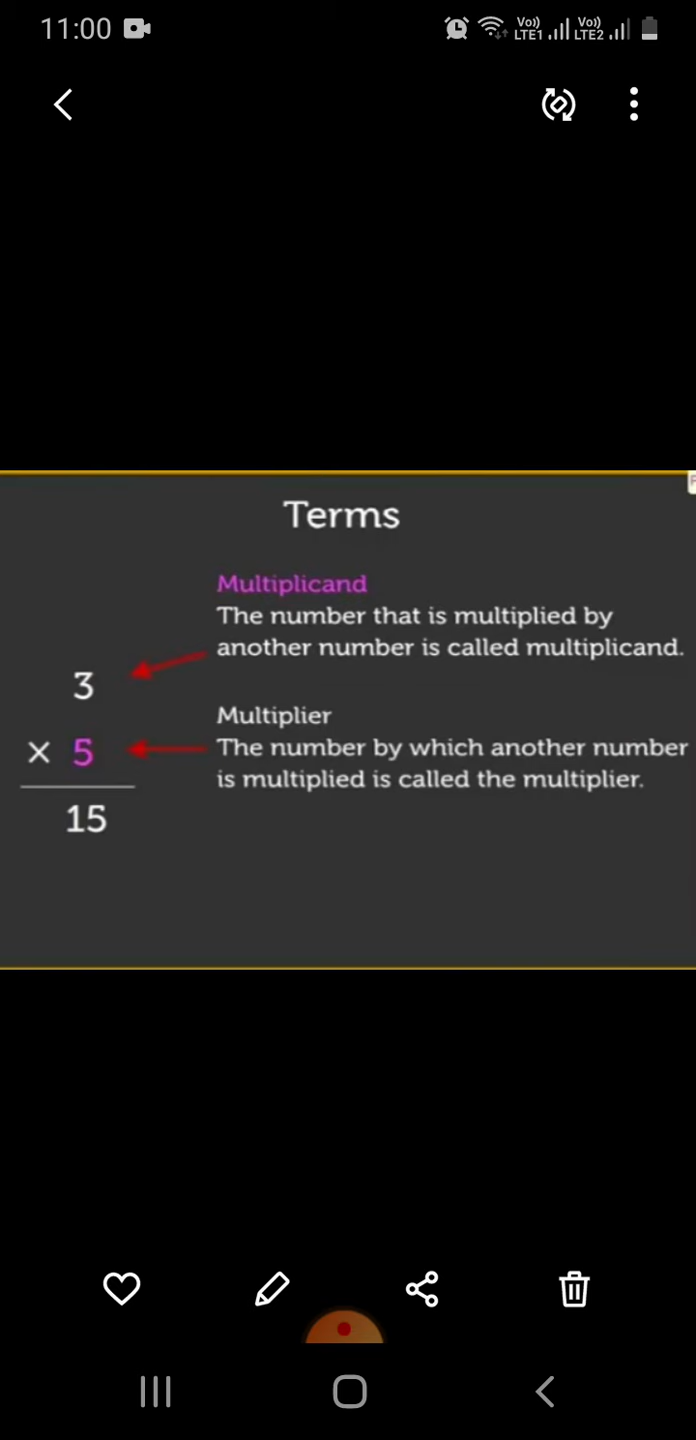 11:00
Vo)) Vo))
LTE1 LTE2
Terms
Multiplicand
The number that is multiplied by
another number is called multiplicand.
3
Multiplier
× 5
The number by which another number
is multiplied is called the multiplier.
15